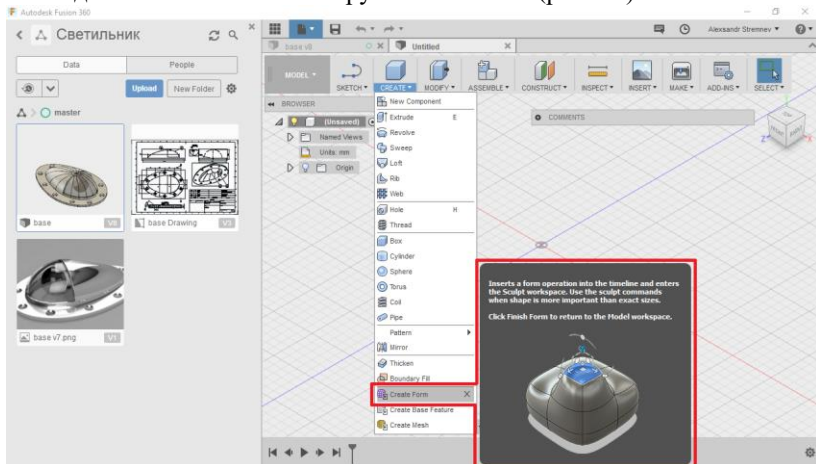 Autodesk Fusion 360
Светильник
Data
People
Upload
New Folder
master
base
V8
base Drawing
V3
base v7.png
V1
base v8
Untitled
Alexsandr Stremnev
MODEL
SKETCH
CREATE
MODIFY
ASSEMBLE
CONSTRUCT
INSPECT
INSERT
MAKE
ADD-INS
SELECT
BROWSER
(Unsaved)
Named Views
Units: mm
Origin
COMMENTS
New Component
Extrude E
Revolve
Sweep
Loft
Rib
Web
Hole H
Thread
Box
Cylinder
Sphere
Torus
Coil
Pipe
Pattern
Mirror
Thicken
Boundary Fill
Create Form
Create Base Feature
Create Mesh
Inserts a form operation into the timeline and enters
the Sculpt workspace. Use the sculpt commands
when shape is more important than exact sizes.
Click Finish Form to return to the Model workspace.